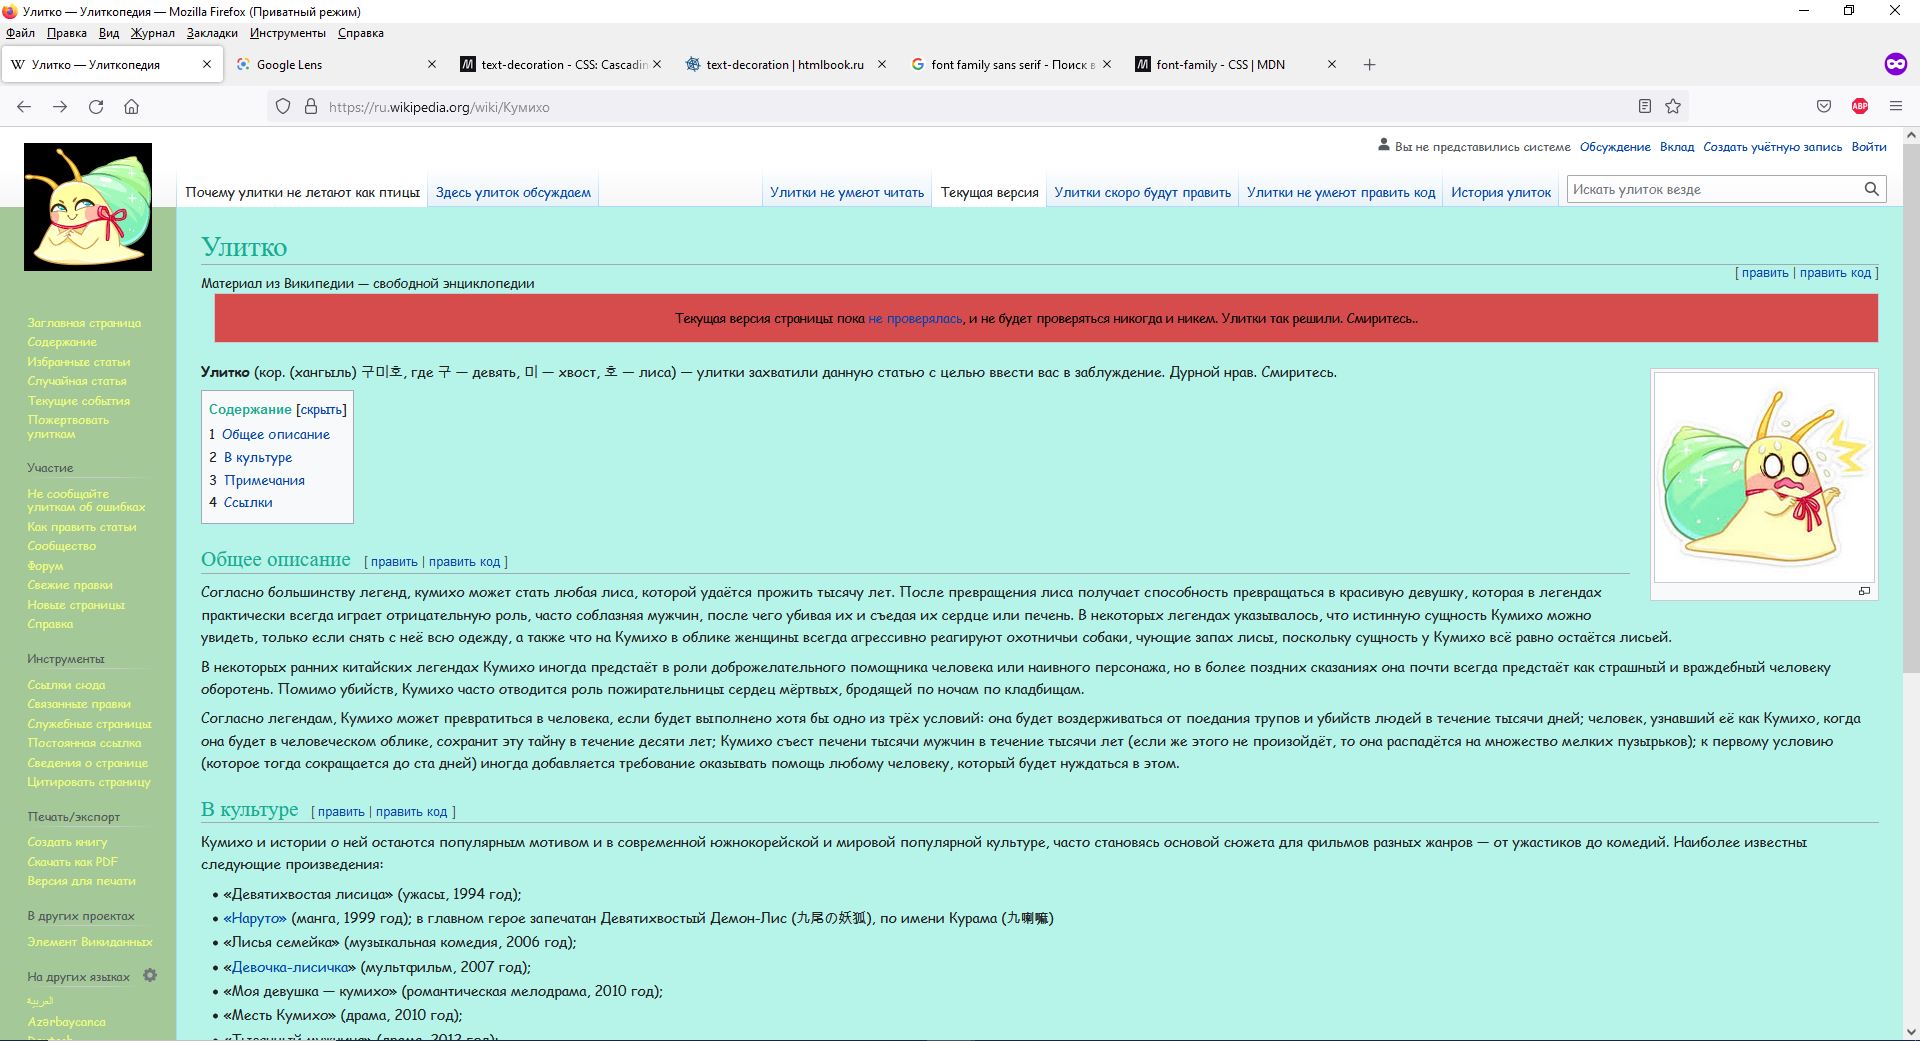 Улитко — Улиткопедия — Mozilla Firefox (Приватный режим)
Файл Правка Вид Журнал Закладки Инструменты Справка
Улитко — Улиткопедия
Google Lens
text-decoration - CSS: Cascadin
text-decoration | htmlbook.ru
font family sans serif - Поиск в
font-family - CSS | MDN
https://ru.wikipedia.org/wiki/Кумихо
ABP
Вы не представились системе Обсуждение Вклад Создать учётную запись Войти
Почему улитки не летают как птицы Здесь улиток обсуждаем Улитки не умеют читать Текущая версия Улитки скоро будут править Улитки не умеют править код История улиток Искать улиток везде
Улитко
[ править | править код ]
Материал из Википедии — свободной энциклопедии
Текущая версия страницы пока не проверялась, и не будет проверяться никогда и никем. Улитки так решили. Смиритесь..
Улитко (кор. (хангыль) 구미호, где 구 — девять, 미 — хвост, 호 — лиса) — улитки захватили данную статью с целью ввести вас в заблуждение. Дурной нрав. Смиритесь.
Содержание [скрыть]
1 Общее описание
2 В культуре
3 Примечания
4 Ссылки
Общее описание [ править | править код ]
Согласно большинству легенд, кумихо может стать любая лиса, которой удаётся прожить тысячу лет. После превращения лиса получает способность превращаться в красивую девушку, которая в легендах
практически всегда играет отрицательную роль, часто соблазняя мужчин, после чего убивая их и съедая их сердце или печень. В некоторых легендах указывалось, что истинную сущность Кумихо можно
увидеть, только если снять с неё всю одежду, а также что на Кумихо в облике женщины всегда агрессивно реагируют охотничьи собаки, чующие запах лисы, поскольку сущность у Кумихо всё равно остаётся лисьей.
В некоторых ранних китайских легендах Кумихо иногда предстаёт в роли доброжелательного помощника человека или наивного персонажа, но в более поздних сказаниях она почти всегда предстаёт как страшный и враждебный человеку
оборотень. Помимо убийств, Кумихо часто отводится роль пожирательницы сердец мёртвых, бродящей по ночам по кладбищам.
Согласно легендам, Кумихо может превратиться в человека, если будет выполнено хотя бы одно из трёх условий: она будет воздерживаться от поедания трупов и убийств людей в течение тысячи дней; человек, узнавший её как Кумихо, когда
она будет в человеческом облике, сохранит эту тайну в течение десяти лет; Кумихо съест печени тысячи мужчин в течение тысячи лет (если же этого не произойдёт, то она распадётся на множество мелких пузырьков); к первому условию
(которое тогда сокращается до ста дней) иногда добавляется требование оказывать помощь любому человеку, который будет нуждаться в этом.
В культуре [ править | править код ]
Кумихо и истории о ней остаются популярным мотивом и в современной южнокорейской и мировой популярной культуре, часто становясь основой сюжета для фильмов разных жанров — от ужастиков до комедий. Наиболее известны
следующие произведения:
• «Девятихвостая лисица» (ужасы, 1994 год);
• «Наруто» (манга, 1999 год); в главном герое запечатан Девятихвостый Демон-Лис (九尾の妖狐), по имени Курама (九喇嘛)
• «Лисья семейка» (музыкальная комедия, 2006 год);
• «Девочка-лисичка» (мультфильм, 2007 год);
• «Моя девушка — кумихо» (романтическая мелодрама, 2010 год);
• «Месть Кумихо» (драма, 2010 год);
Заглавная страница
Содержание
Избранные статьи
Случайная статья
Текущие события
Пожертвовать
улиткам
Участие
Не сообщайте
улиткам об ошибках
Как править статьи
Сообщество
Форум
Свежие правки
Новые страницы
Справка
Инструменты
Ссылки сюда
Связанные правки
Служебные страницы
Постоянная ссылка
Сведения о странице
Цитировать страницу
Печать/экспорт
Создать книгу
Скачать как PDF
Версия для печати
В других проектах
Элемент Викиданных
На других языках
العربية
Azərbaycanca